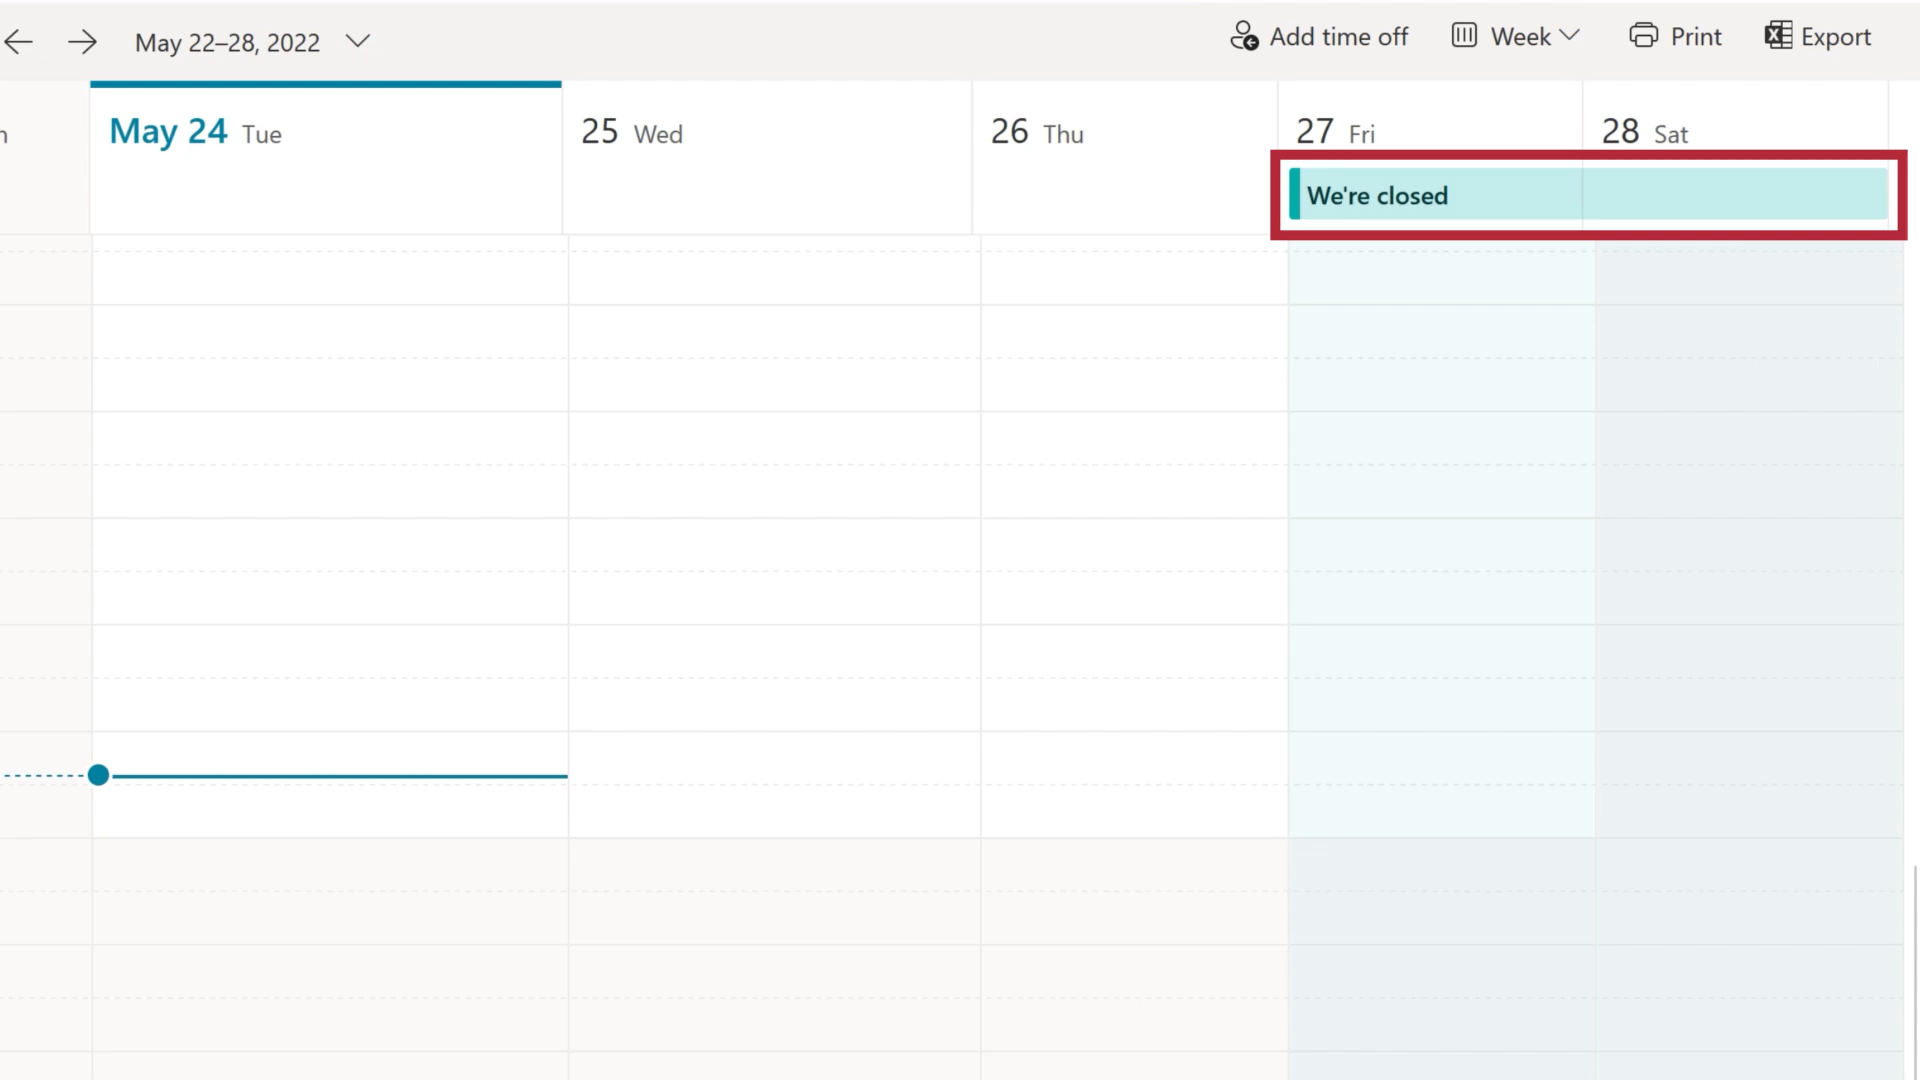 May 22–28, 2022 Add time off Week Print Export
May 24 Tue 25 Wed 26 Thu 27 Fri 28 Sat
We're closed